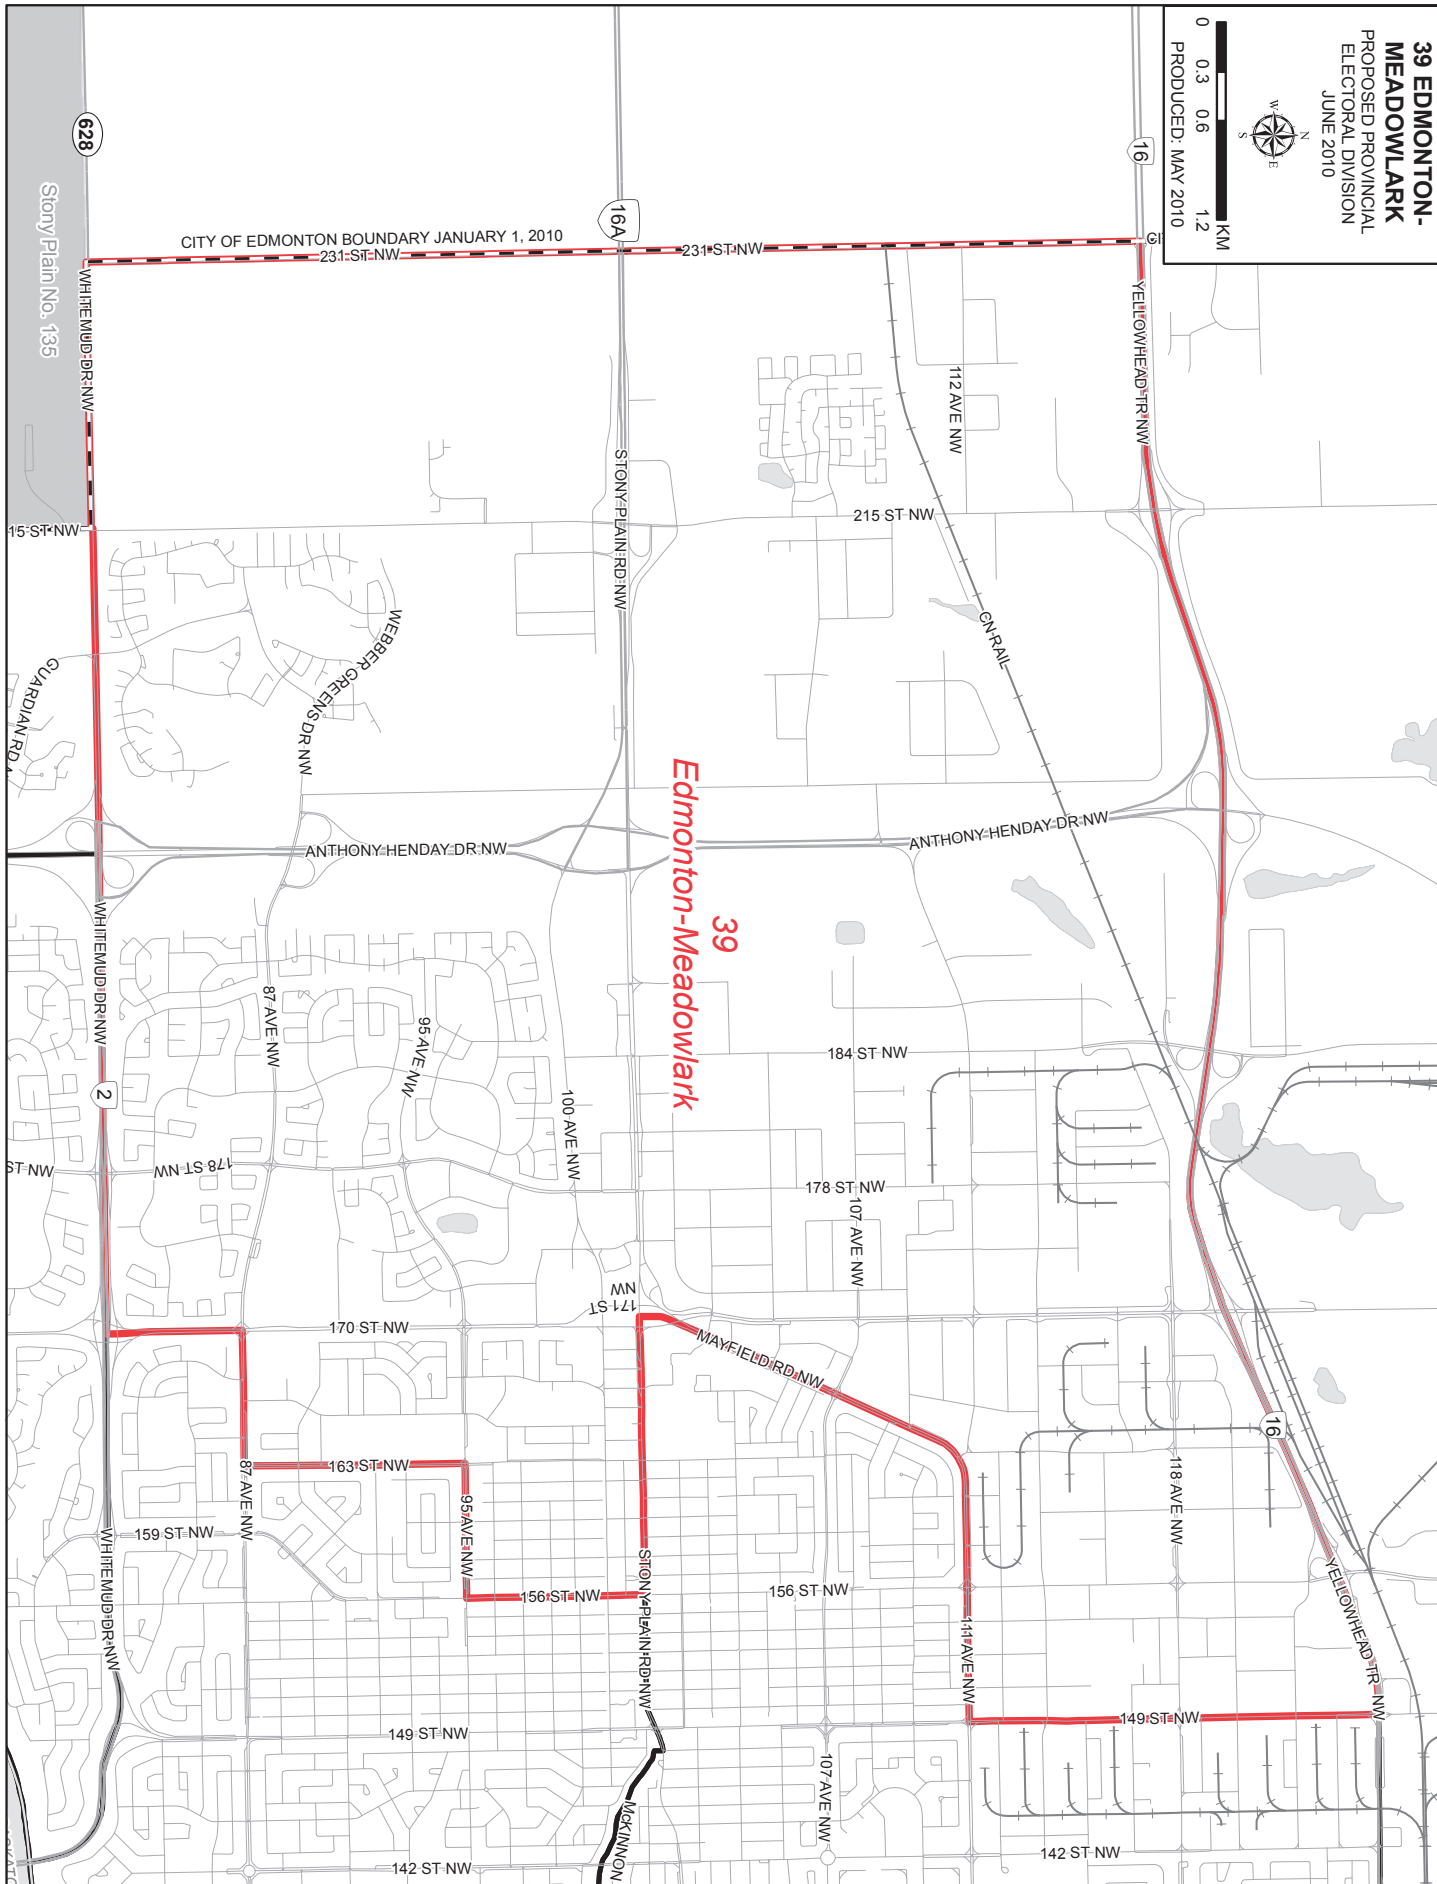 39 EDMONTON-
MEADOWLARK
PROPOSED PROVINCIAL
ELECTORAL DIVISION
JUNE 2010
N
W
E
S
0 0.3 0.6 1.2 KM
PRODUCED: MAY 2010
16
YELLOWHEAD TR NW
CITY OF EDMONTON BOUNDARY JANUARY 1, 2010
231 ST NW
231 ST NW
16A
628
Stony Plain No. 135
WHITEMUD DR NW
112 AVE NW
STONY PLAIN RD NW
215 ST NW
15 ST NW
CN RAIL
WEBBER GREENS DR NW
GUARDIAN RD
39
Edmonton-Meadowlark
ANTHONY HENDAY DR NW
ANTHONY HENDAY DR NW
WHITEMUD DR NW
87 AVE NW
95 AVE NW
184 ST NW
2
100 AVE NW
178 ST NW
178 ST NW
ST NW
107 AVE NW
171 ST
NW
170 ST NW
MAYFIELD RD NW
16
163 ST NW
87 AVE NW
95 AVE NW
118 AVE NW
159 ST NW
WHITEMUD DR NW
156 ST NW
156 ST NW
STONY PLAIN RD NW
111 AVE NW
YELLOWHEAD TR NW
149 ST NW
149 ST NW
107 AVE NW
McKINNON
142 ST NW
142 ST NW